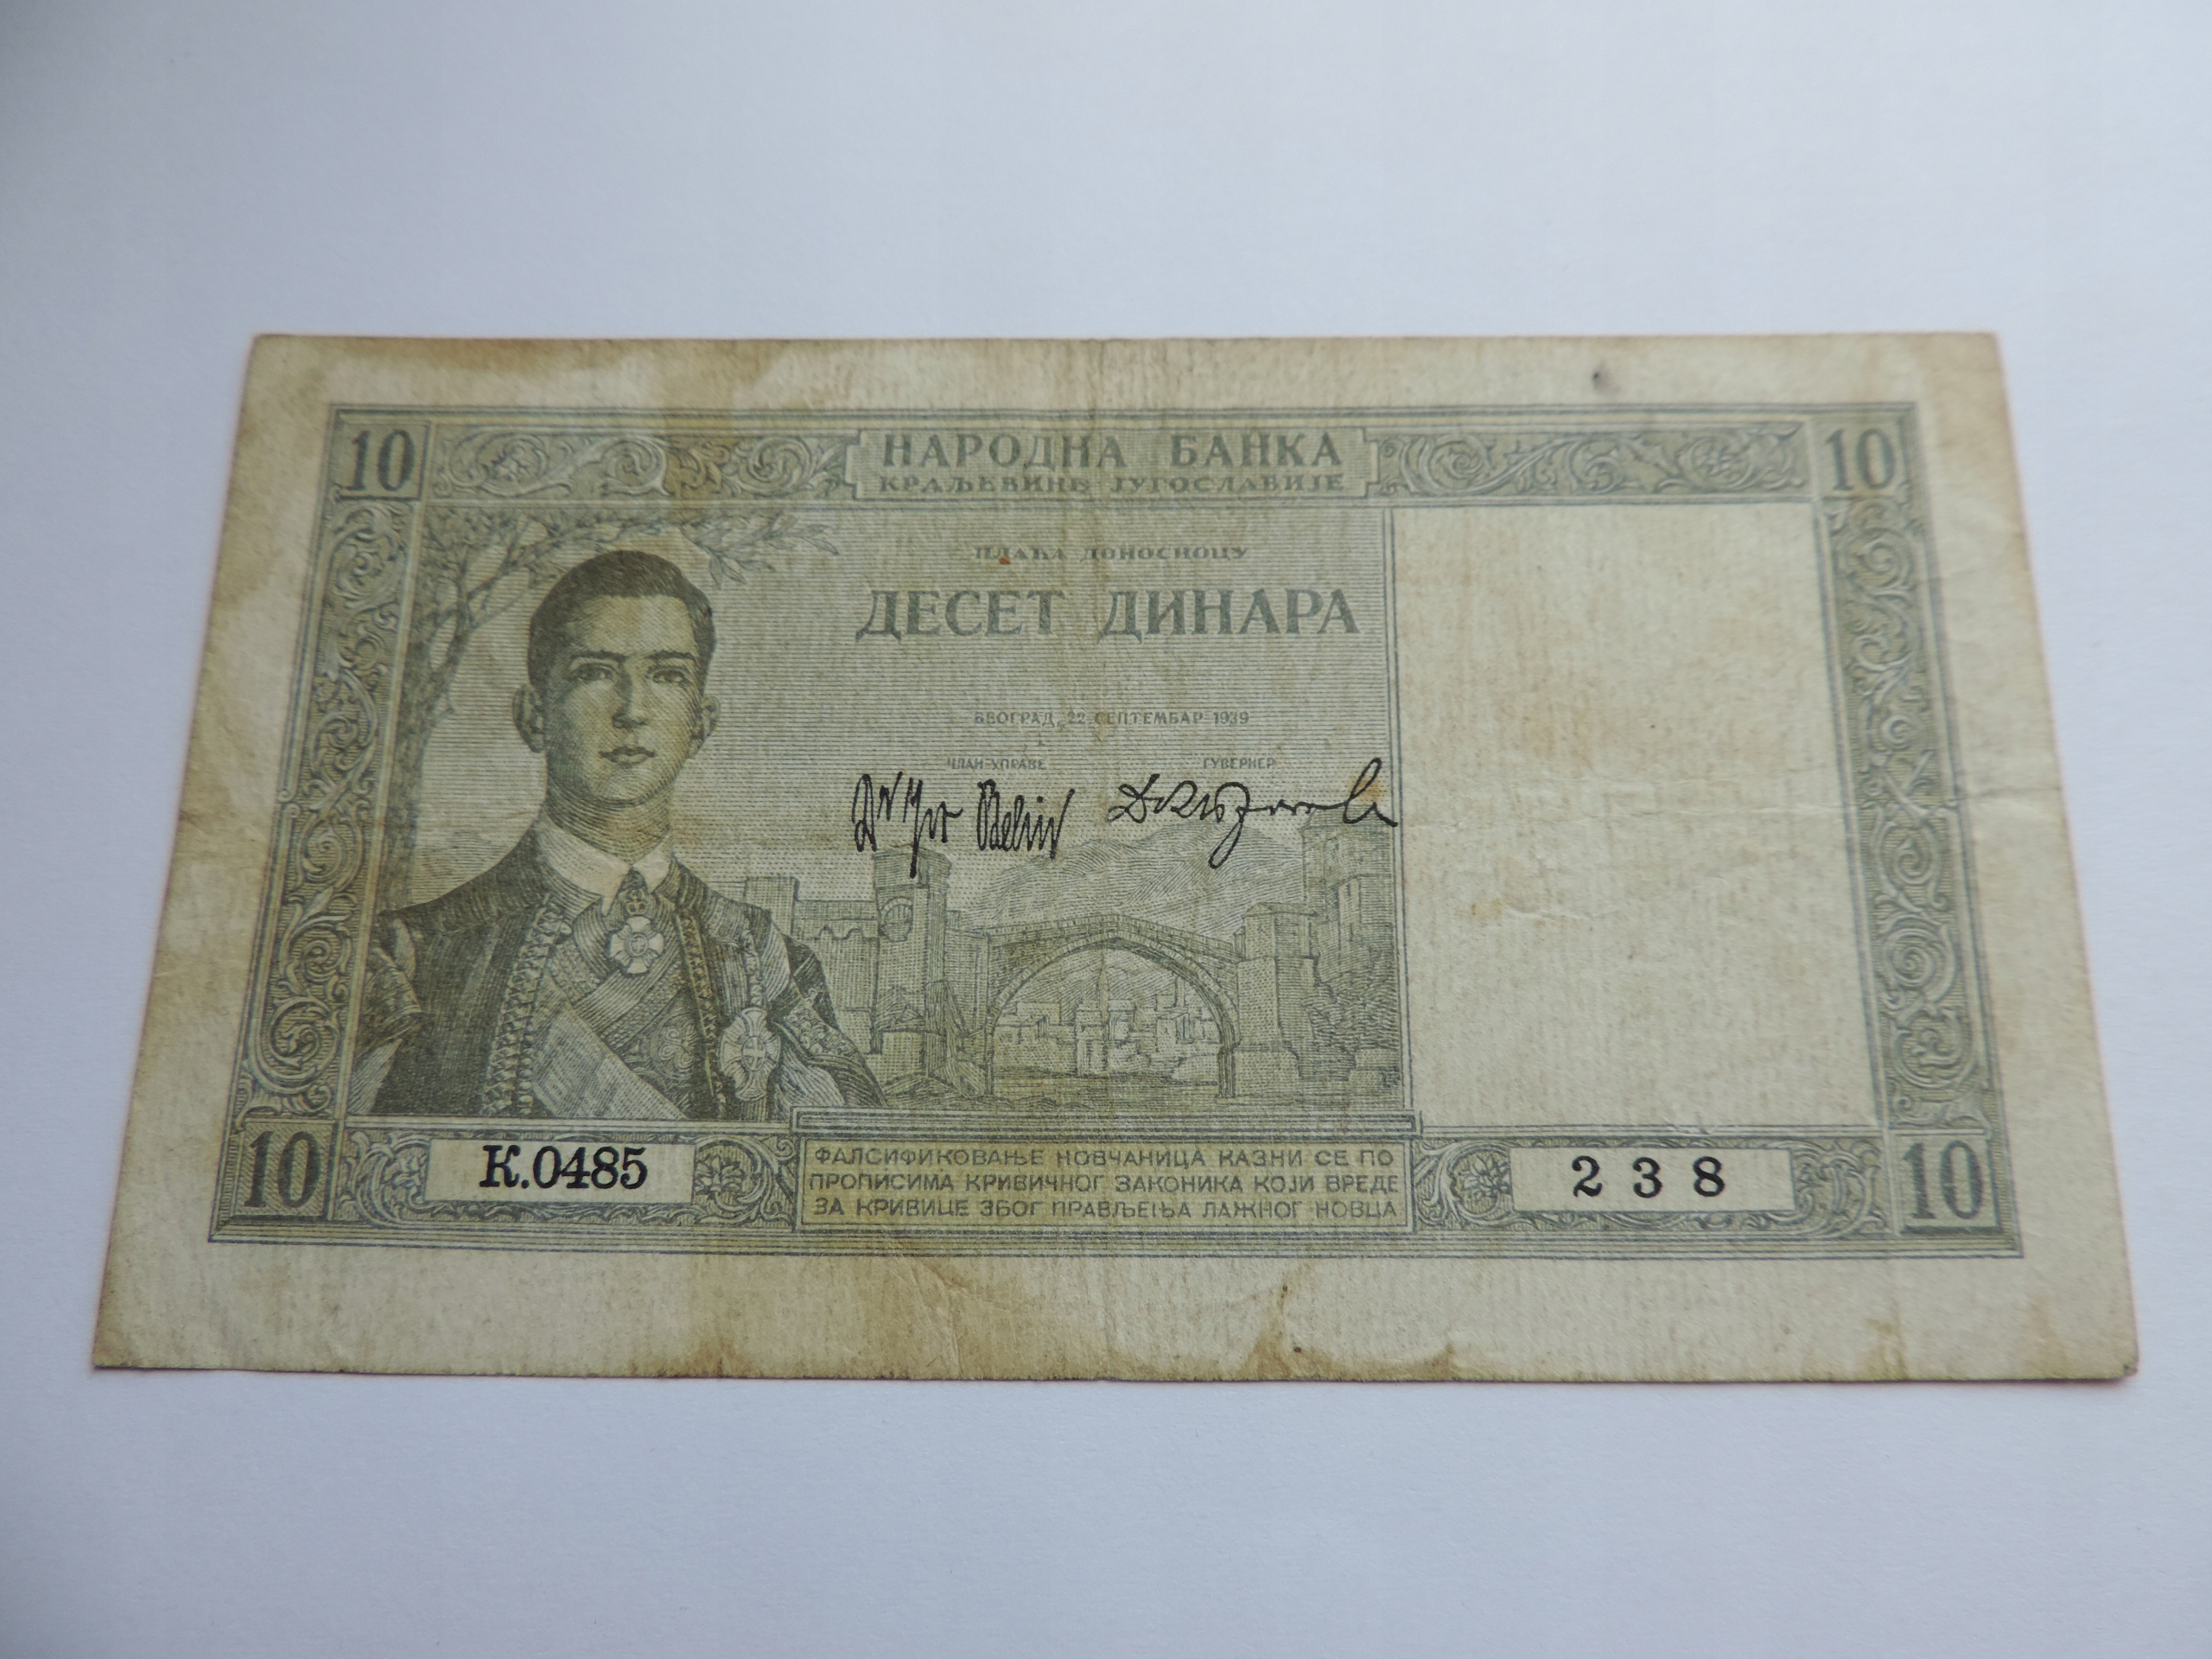 10 НАРОДНА БАНКА 10
КРАЉЕВИНЕ ЈУГОСЛАВИЈЕ
ПЛАЋА ДОНОСИОЦУ
ДЕСЕТ ДИНАРА
БЕОГРАД, 22 СЕПТЕМБАР 1939
ЧЛАН УПРАВЕ ГУВЕРНЕР
10 К.0485 238 10
ФАЛСИФИКОВАЊЕ НОВЧАНИЦА КАЗНИ СЕ ПО
ПРОПИСИМА КРИВИЧНОГ ЗАКОНИКА КОЈИ ВРЕДЕ
ЗА КРИВИЦЕ ЗБОГ ПРАВЉЕЊА ЛАЖНОГ НОВЦА